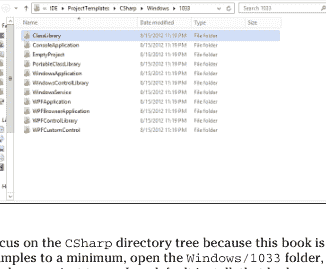 IDE ▸ ProjectTemplates ▸ CSharp ▸ Windows ▸ 1033
Search 1033
Name Date modified Type Size
ClassLibrary 8/15/2012 11:19 PM File folder
ConsoleApplication 8/15/2012 11:19 PM File folder
EmptyProject 8/15/2012 11:19 PM File folder
PortableClassLibrary 8/15/2012 11:19 PM File folder
WindowsApplication 8/15/2012 11:19 PM File folder
WindowsControlLibrary 8/15/2012 11:19 PM File folder
WindowsService 8/15/2012 11:19 PM File folder
WPFApplication 8/15/2012 11:19 PM File folder
WPFBrowserApplication 8/15/2012 11:19 PM File folder
WPFControlLibrary 8/15/2012 11:19 PM File folder
WPFCustomControl 8/15/2012 11:19 PM File folder
cus on the CSharp directory tree because this book is
mples to a minimum, open the Windows/1033 folder,